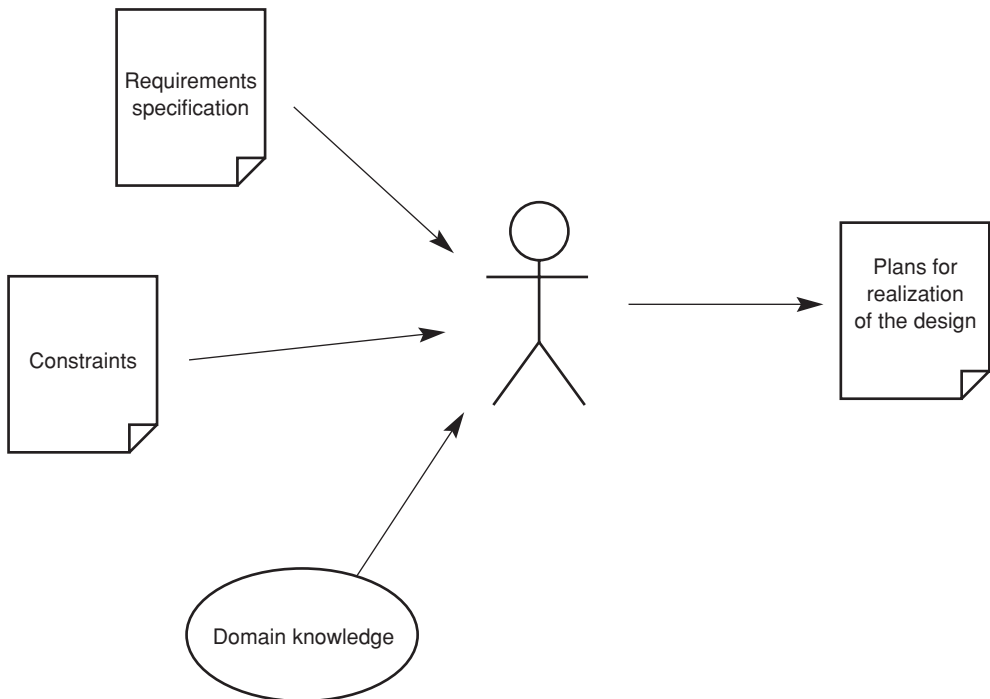 Requirements
specification
Constraints
Plans for
realization
of the design
Domain knowledge